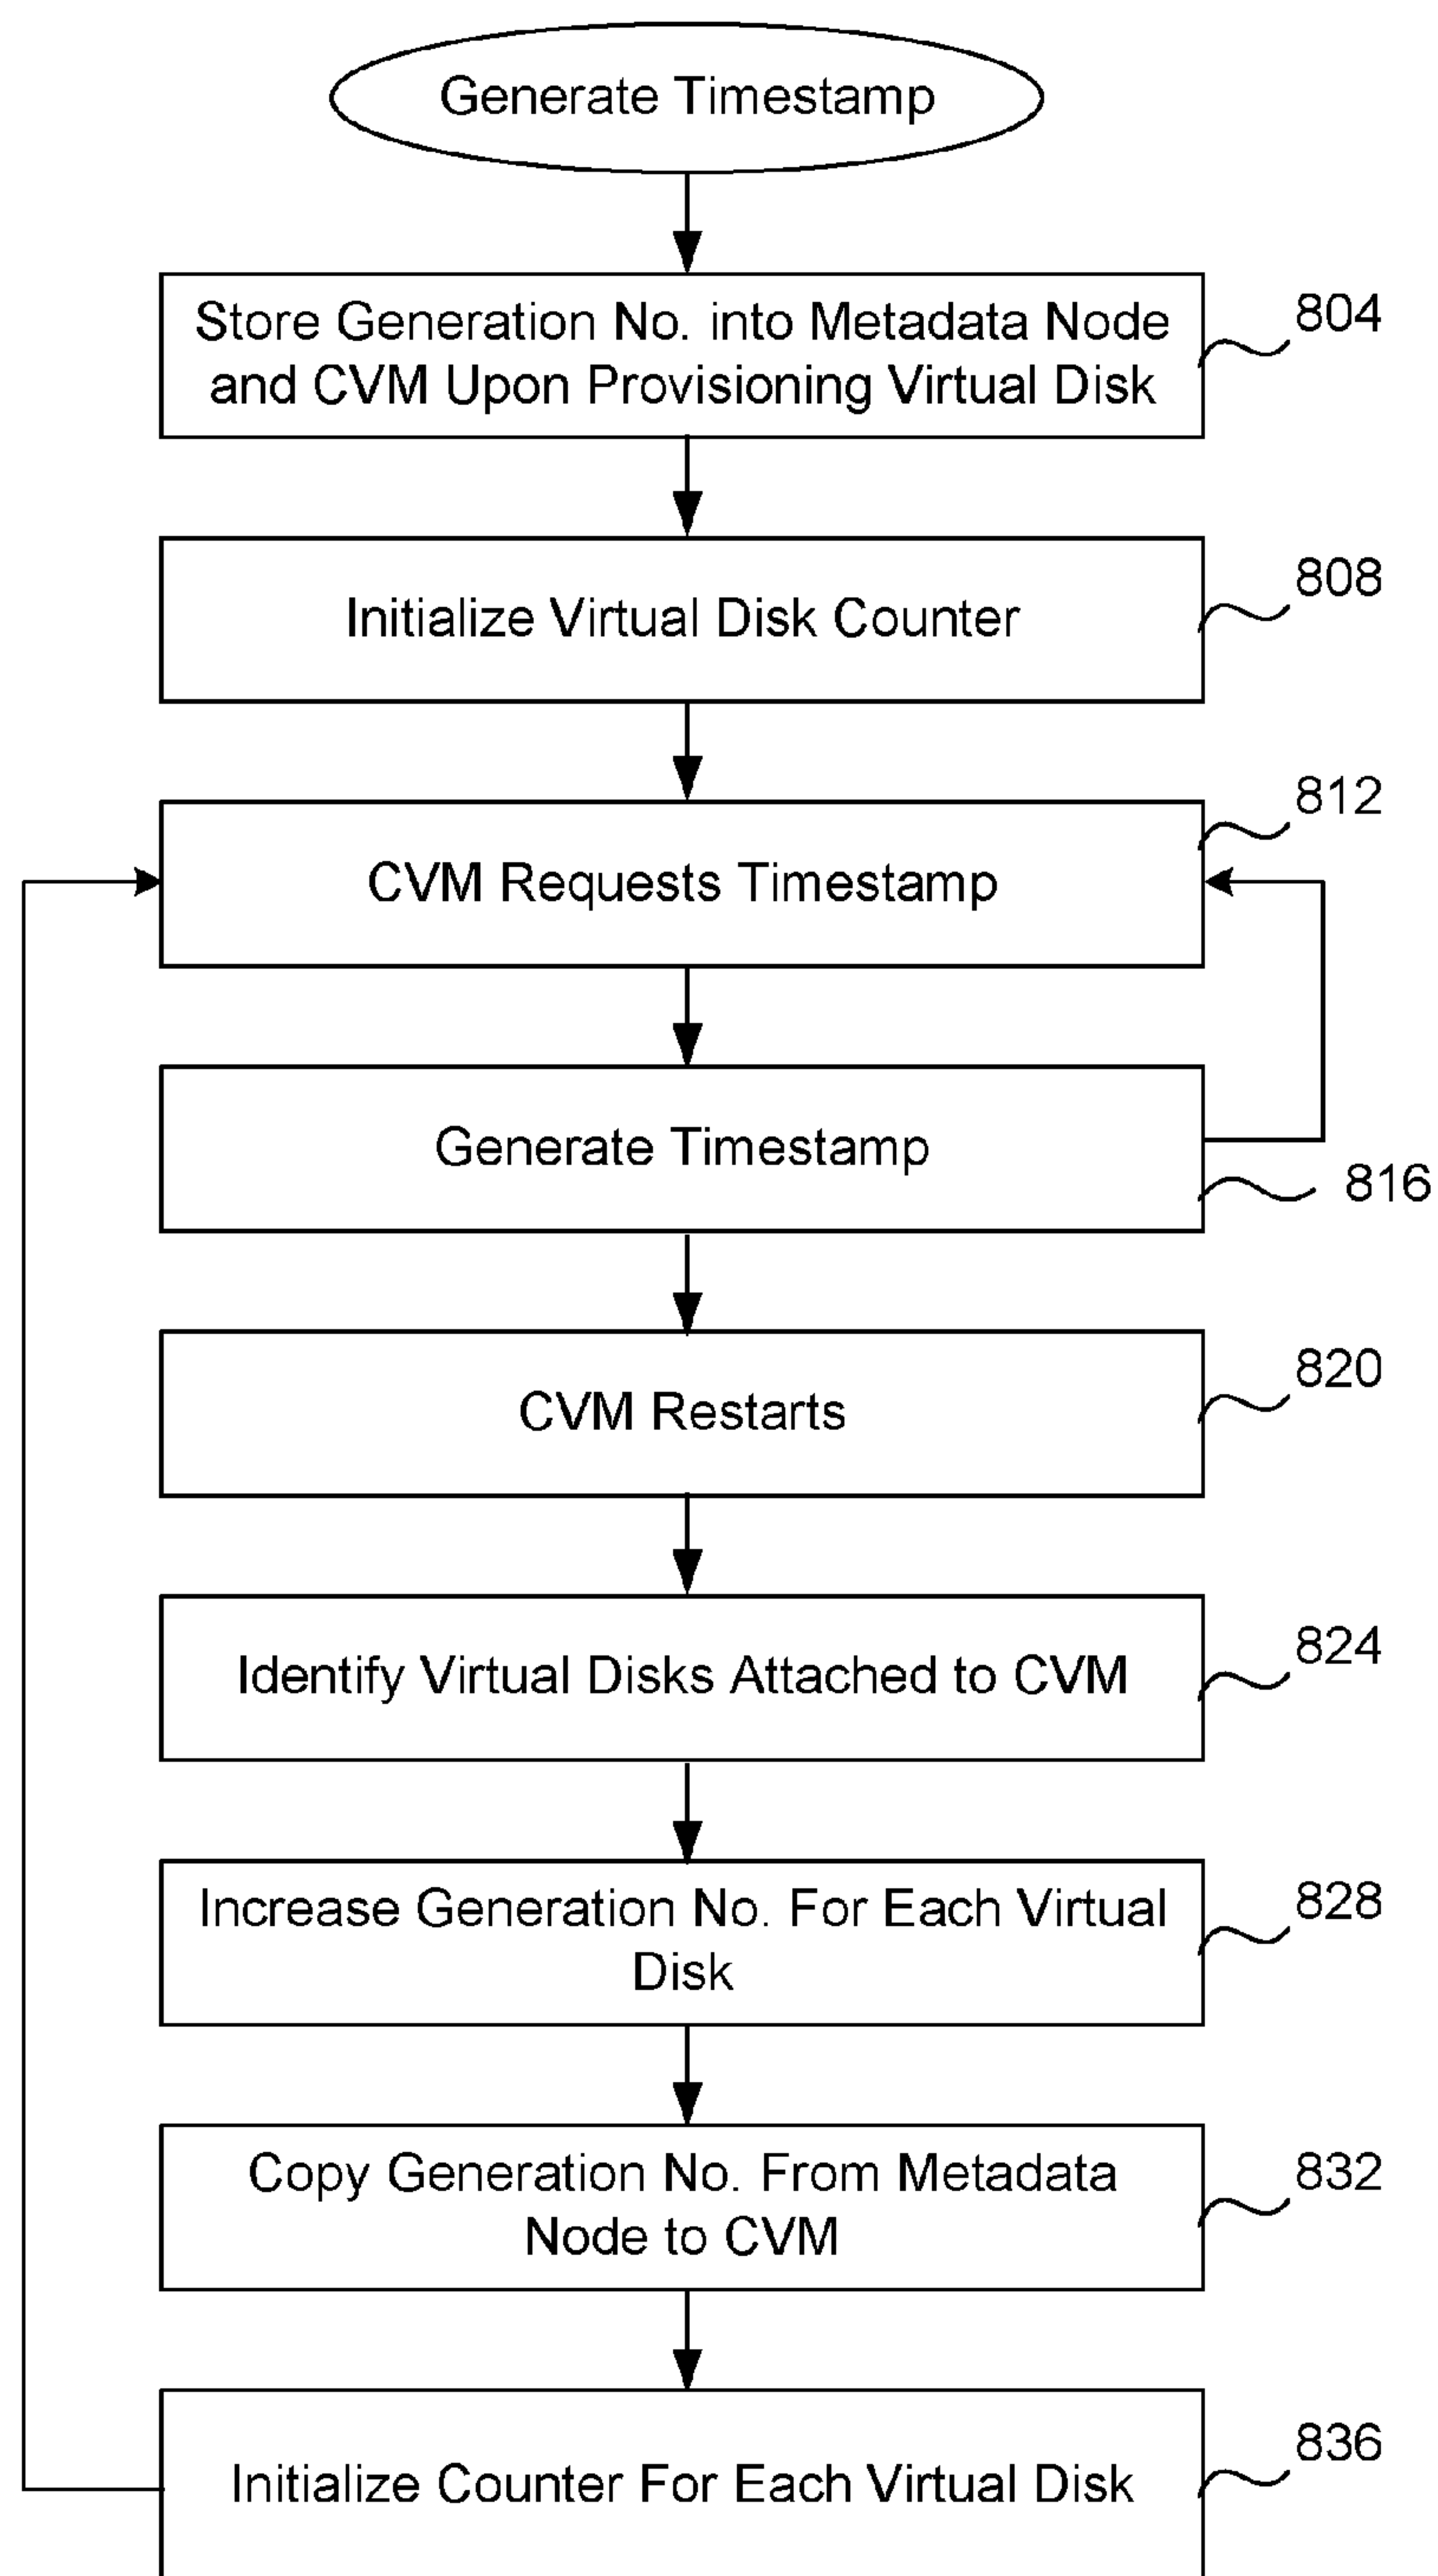 Generate Timestamp
Store Generation No. into Metadata Node
and CVM Upon Provisioning Virtual Disk
804
Initialize Virtual Disk Counter
808
CVM Requests Timestamp
812
Generate Timestamp
816
CVM Restarts
820
Identify Virtual Disks Attached to CVM
824
Increase Generation No. For Each Virtual
Disk
828
Copy Generation No. From Metadata
Node to CVM
832
Initialize Counter For Each Virtual Disk
836